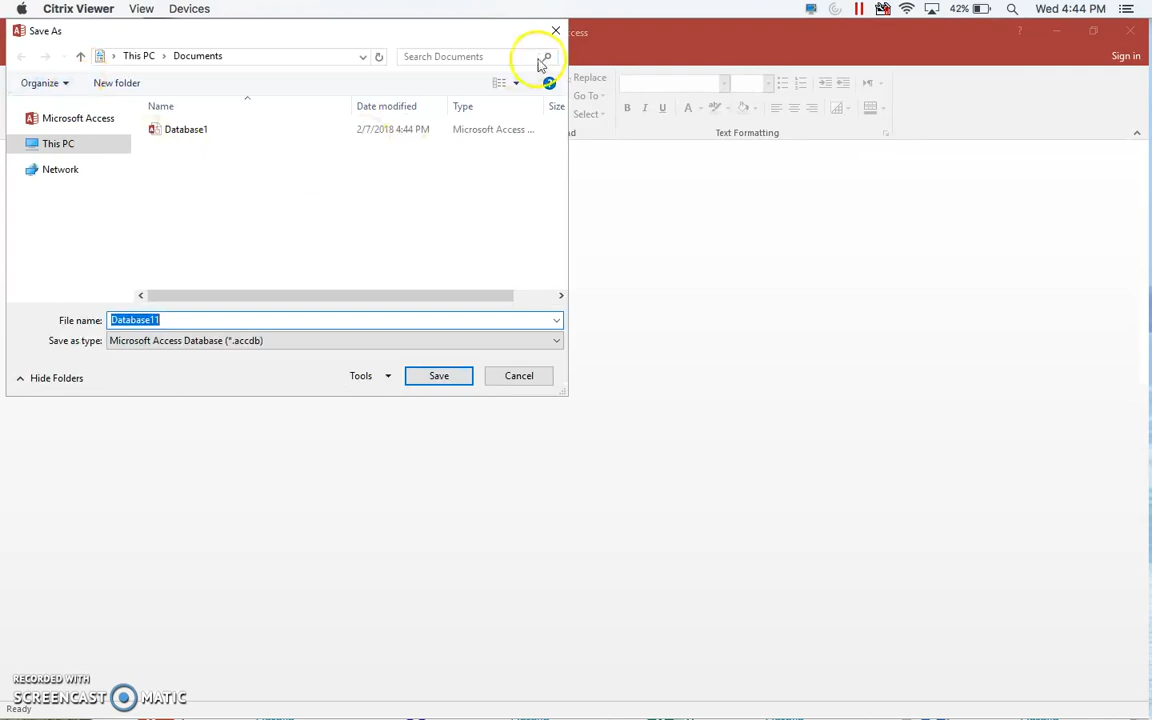 Citrix Viewer View Devices 42% Wed 4:44 PM
Save As
This PC Documents Search Documents
Sign in
Organize New folder
Replace
Go To
Select
B I U A
Text Formatting
Name Date modified Type Size
Microsoft Access
Database1 2/7/2018 4:44 PM Microsoft Access ...
This PC
Network
File name: Database11
Save as type: Microsoft Access Database (*.accdb)
Hide Folders Tools Save Cancel
RECORDED WITH
SCREENCAST MATIC
Ready